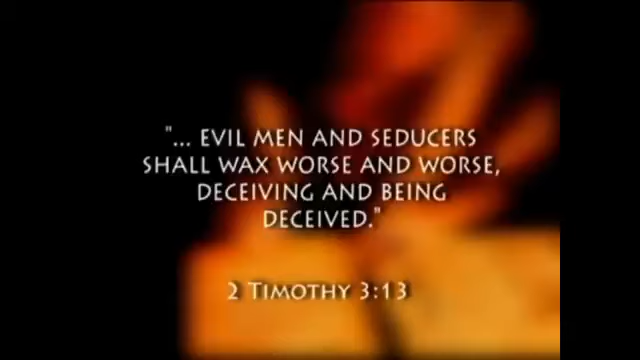 "... EVIL MEN AND SEDUCERS
SHALL WAX WORSE AND WORSE,
DECEIVING AND BEING
DECEIVED."
2 TIMOTHY 3:13